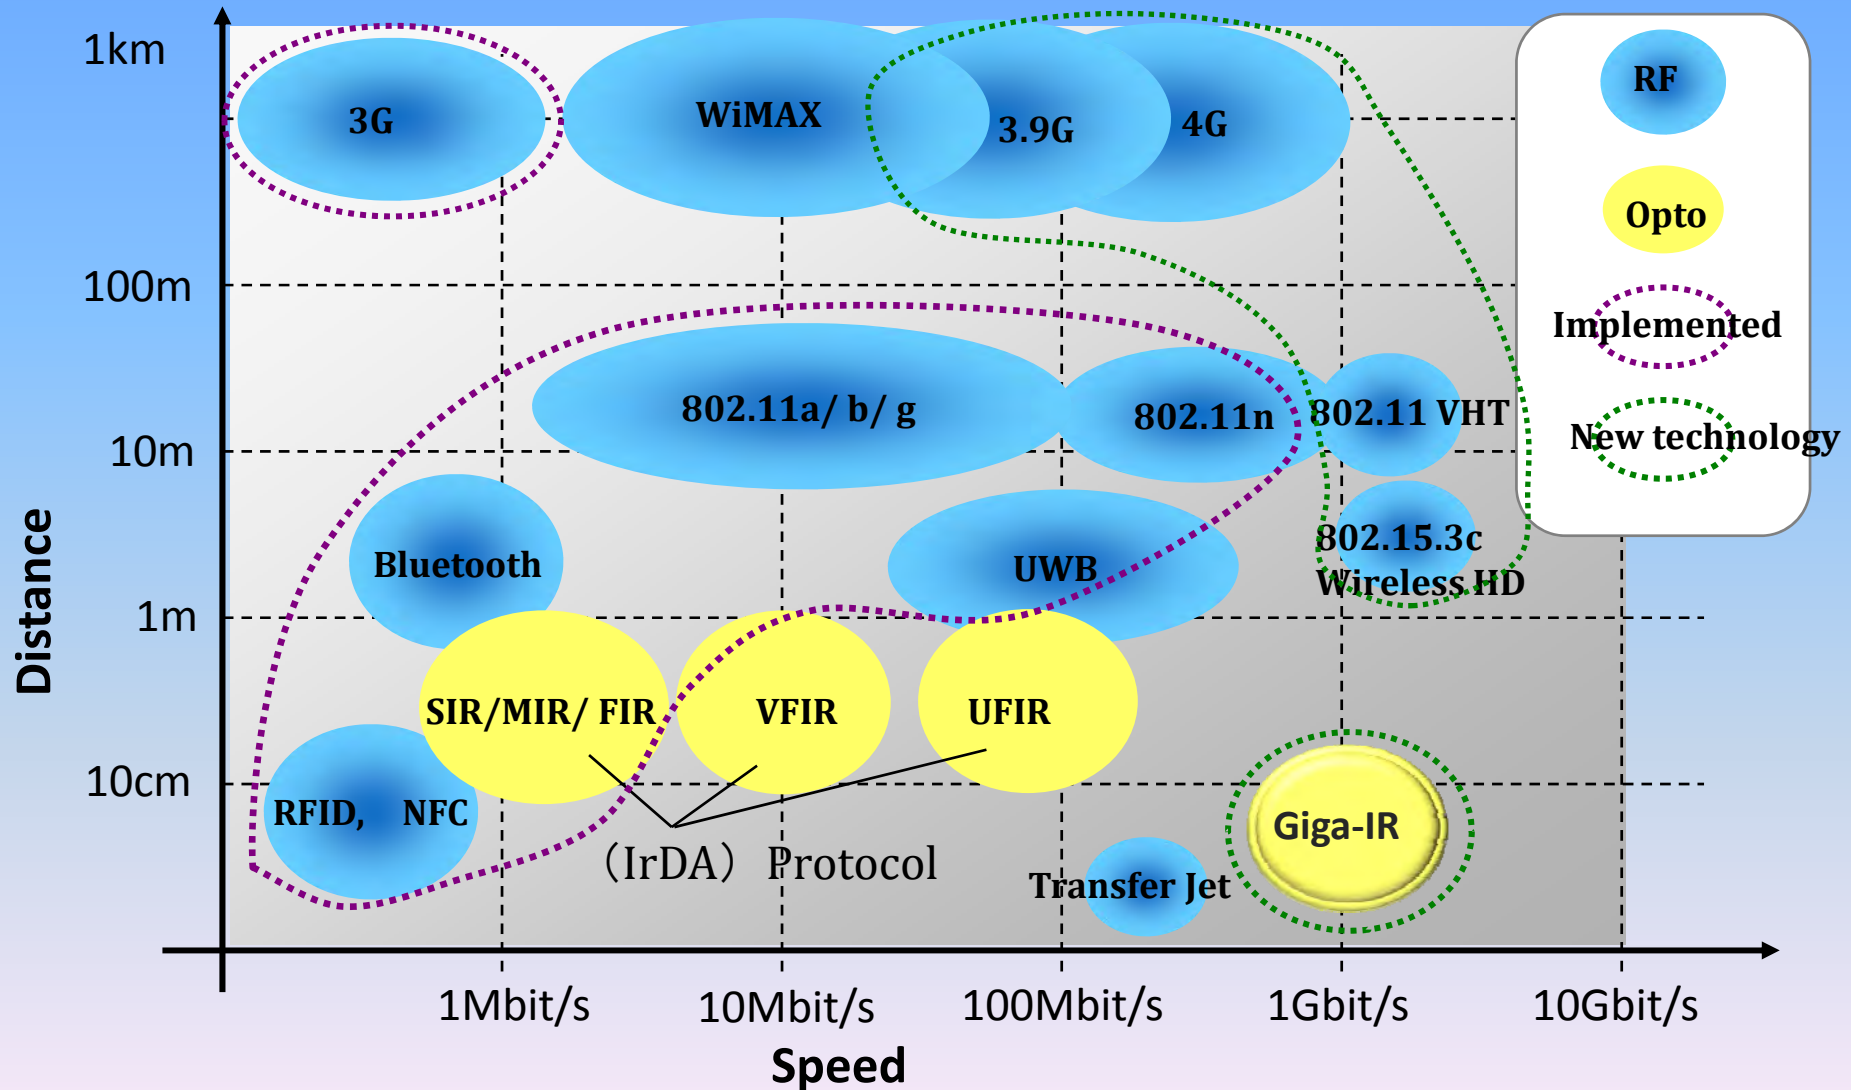 1km
3G
WiMAX
3.9G
4G
RF
Opto
Implemented
New technology
100m
802.11a/ b/ g
802.11n
802.11 VHT
10m
Bluetooth
UWB
802.15.3c
Wireless HD
Distance
1m
SIR/MIR/ FIR
VFIR
UFIR
10cm
RFID, NFC
（IrDA）Protocol
Giga-IR
Transfer Jet
1Mbit/s
10Mbit/s
100Mbit/s
1Gbit/s
10Gbit/s
Speed